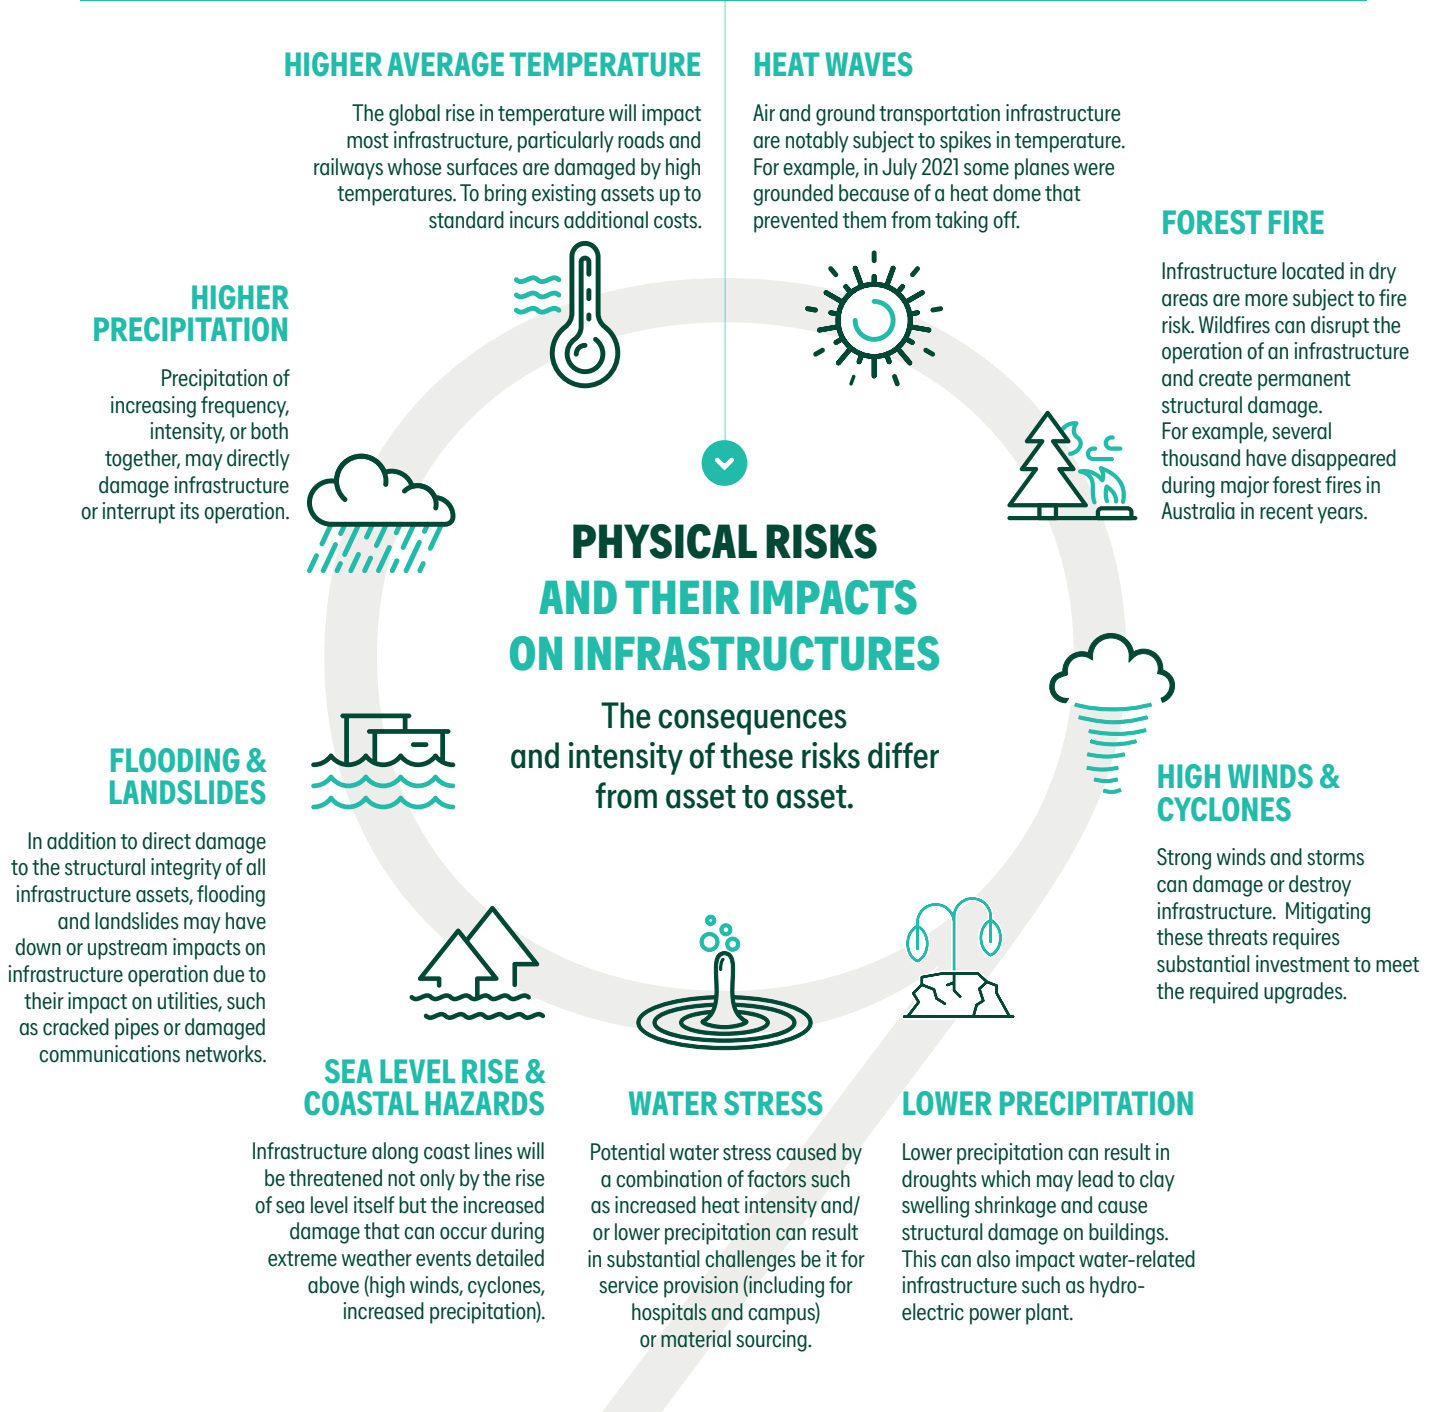 HIGHER AVERAGE TEMPERATURE
The global rise in temperature will impact
most infrastructure, particularly roads and
railways whose surfaces are damaged by high
temperatures. To bring existing assets up to
standard incurs additional costs.
HEAT WAVES
Air and ground transportation infrastructure
are notably subject to spikes in temperature.
For example, in July 2021 some planes were
grounded because of a heat dome that
prevented them from taking off.
FOREST FIRE
Infrastructure located in dry
areas are more subject to fire
risk. Wildfires can disrupt the
operation of an infrastructure
and create permanent
structural damage.
For example, several
thousand have disappeared
during major forest fires in
Australia in recent years.
HIGHER
PRECIPITATION
Precipitation of
increasing frequency,
intensity, or both
together, may directly
damage infrastructure
or interrupt its operation.
PHYSICAL RISKS
AND THEIR IMPACTS
ON INFRASTRUCTURES
The consequences
and intensity of these risks differ
from asset to asset.
FLOODING &
LANDSLIDES
In addition to direct damage
to the structural integrity of all
infrastructure assets, flooding
and landslides may have
down or upstream impacts on
infrastructure operation due to
their impact on utilities, such
as cracked pipes or damaged
communications networks.
HIGH WINDS &
CYCLONES
Strong winds and storms
can damage or destroy
infrastructure. Mitigating
these threats requires
substantial investment to meet
the required upgrades.
SEA LEVEL RISE &
COASTAL HAZARDS
Infrastructure along coast lines will
be threatened not only by the rise
of sea level itself but the increased
damage that can occur during
extreme weather events detailed
above (high winds, cyclones,
increased precipitation).
WATER STRESS
Potential water stress caused by
a combination of factors such
as increased heat intensity and/
or lower precipitation can result
in substantial challenges be it for
service provision (including for
hospitals and campus)
or material sourcing.
LOWER PRECIPITATION
Lower precipitation can result in
droughts which may lead to clay
swelling shrinkage and cause
structural damage on buildings.
This can also impact water-related
infrastructure such as hydro-
electric power plant.